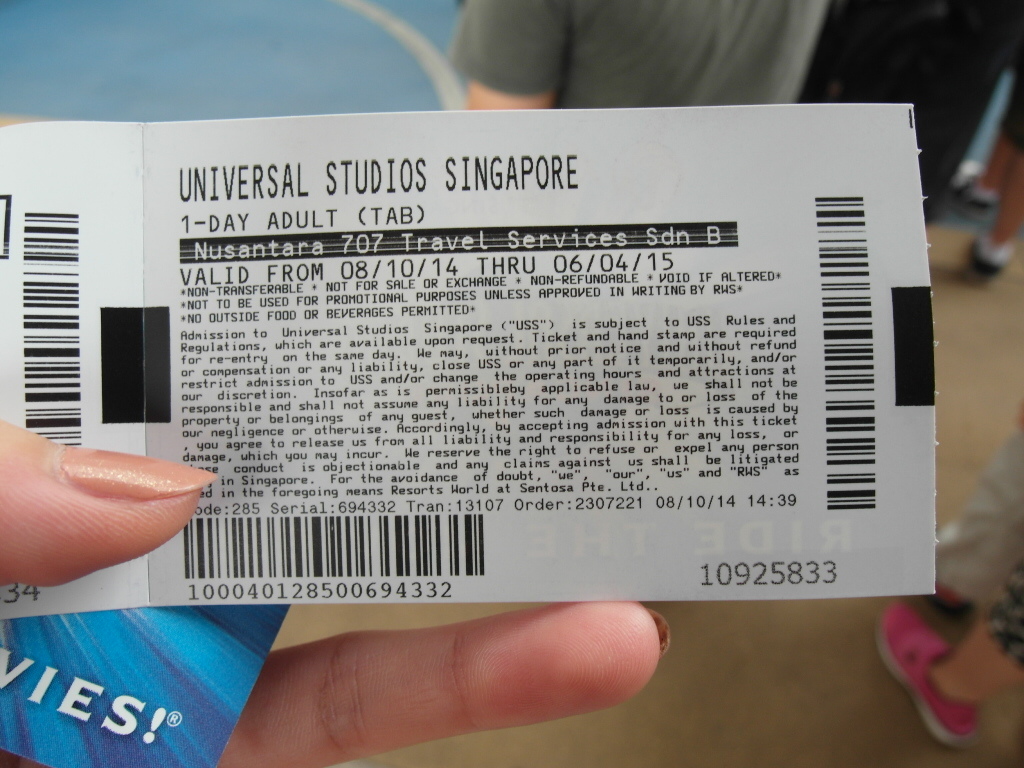 UNIVERSAL STUDIOS SINGAPORE
1-DAY ADULT (TAB)
Nusantara 707 Travel Services Sdn B
VALID FROM 08/10/14 THRU 06/04/15
*NON-TRANSFERABLE * NOT FOR SALE OR EXCHANGE * NON-REFUNDABLE * VOID IF ALTERED*
*NOT TO BE USED FOR PROMOTIONAL PURPOSES UNLESS APPROVED IN WRITING BY RWS*
*NO OUTSIDE FOOD OR BEVERAGES PERMITTED*
Admission to Universal Studios Singapore ("USS") is subject to USS Rules and
Regulations, which are available upon request. Ticket and hand stamp are required
for re-entry on the same day. We may, without prior notice and without refund
or compensation or any liability, close USS or any part of it temporarily, and/or
restrict admission to USS and/or change the operating hours and attractions at
our discretion. Insofar as is permissibleby applicable law, we shall not be
responsible and shall not assume any liability for any damage to or loss of the
property or belongings of any guest, whether such damage or loss is caused by
our negligence or otherwise. Accordingly, by accepting admission with this ticket
, you agree to release us from all liability and responsibility for any loss, or
damage, which you may incur. We reserve the right to refuse or expel any person
conduct is objectionable and any claims against us shall be litigated
in Singapore. For the avoidance of doubt, "we", "our", "us" and "RWS" as
in the foregoing means Resorts World at Sentosa Pte. Ltd..
ode:285 Serial:694332 Tran:13107 Order:2307221 08/10/14 14:39
RIDE THE
100040128500694332
10925833
34
VIES!®